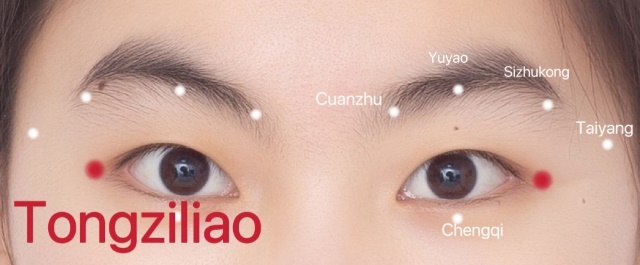 Yuyao
Sizhukong
Cuanzhu
Taiyang
Tongziliao
Chengqi